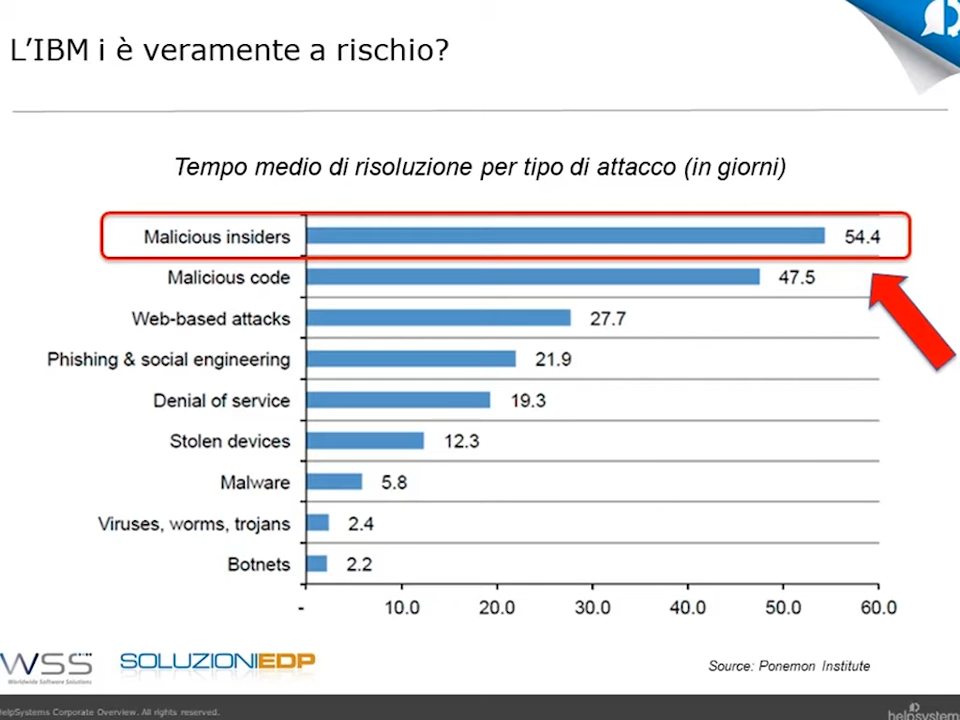 L'IBM i è veramente a rischio?
Tempo medio di risoluzione per tipo di attacco (in giorni)
Malicious insiders 54.4
Malicious code 47.5
Web-based attacks 27.7
Phishing & social engineering 21.9
Denial of service 19.3
Stolen devices 12.3
Malware 5.8
Viruses, worms, trojans 2.4
Botnets 2.2
- 10.0 20.0 30.0 40.0 50.0 60.0
WSS
Worldwide Software Solutions
SOLUZIONIEDP
Source: Ponemon Institute
HelpSystems Corporate Overview. All rights reserved.
helpsystems